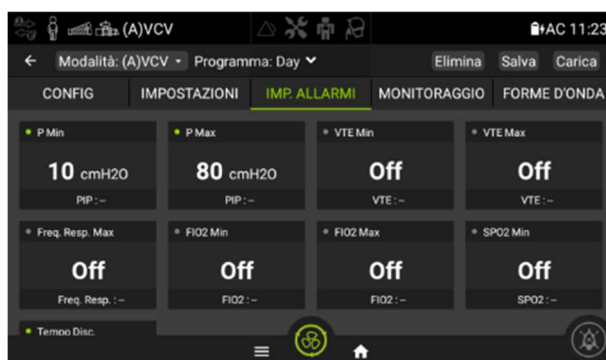 (A)VCV AC 11:23
Modalità: (A)VCV Programma: Day Elimina Salva Carica
CONFIG IMPOSTAZIONI IMP. ALLARMI MONITORAGGIO FORME D'ONDA
P Min P Max VTE Min VTE Max
10 cmH2O 80 cmH2O Off Off
PIP : -- PIP : -- VTE : -- VTE : --
Freq. Resp. Max FIO2 Min FIO2 Max SPO2 Min
Off Off Off Off
Freq. Resp. : -- FIO2 : -- FIO2 : -- SPO2 : --
Tempo Disc.